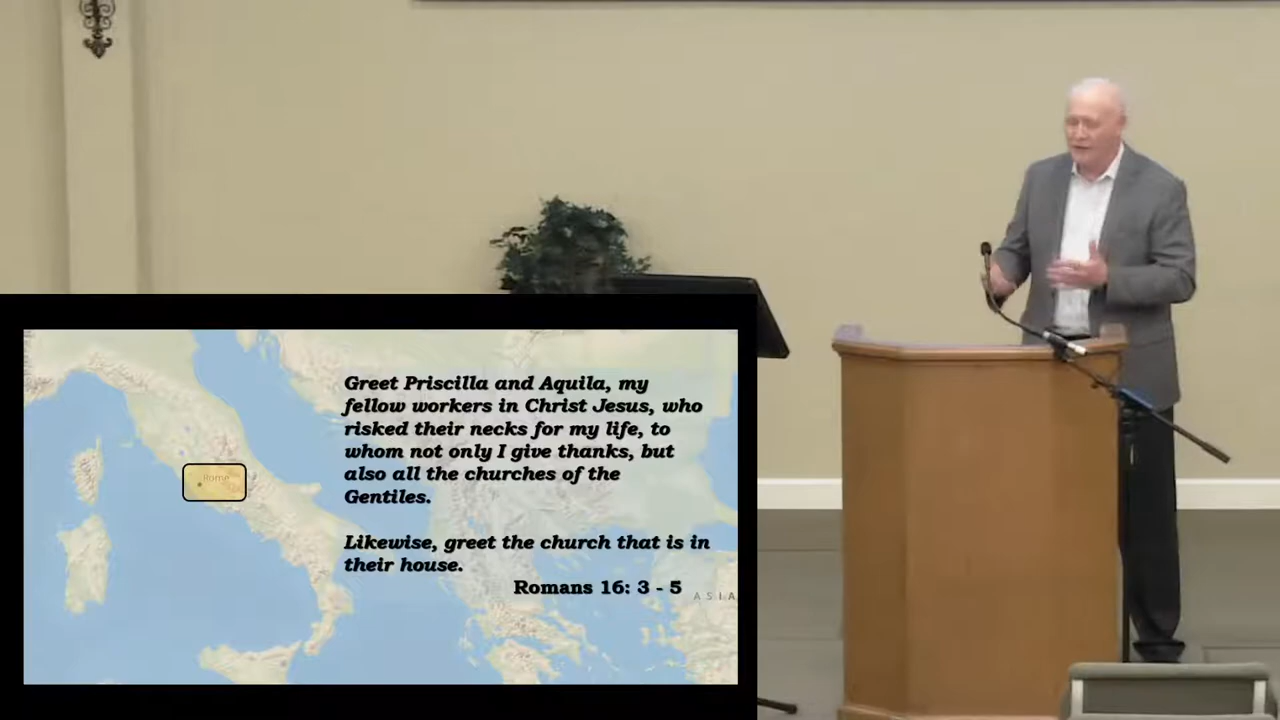 Greet Priscilla and Aquila, my
fellow workers in Christ Jesus, who
risked their necks for my life, to
whom not only I give thanks, but
also all the churches of the
Gentiles.
Rome
Likewise, greet the church that is in
their house.
Romans 16: 3 - 5
ASIA